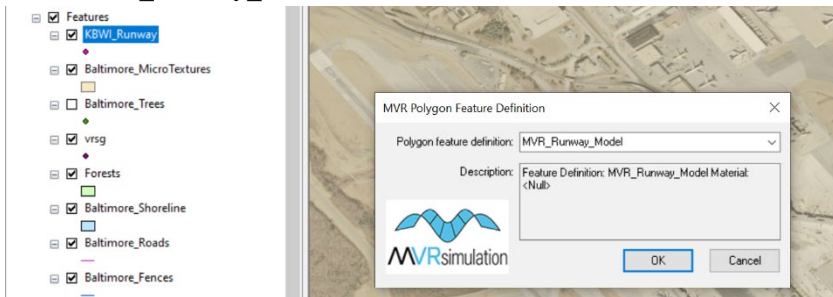 Features
KBWI_Runway
Baltimore_MicroTextures
Baltimore_Trees
vrsg
Forests
Baltimore_Shoreline
Baltimore_Roads
Baltimore_Fences
MVR Polygon Feature Definition
Polygon feature definition: MVR_Runway_Model
Description: Feature Definition: MVR_Runway_Model Material:
<Null>
MVRsimulation
OK Cancel